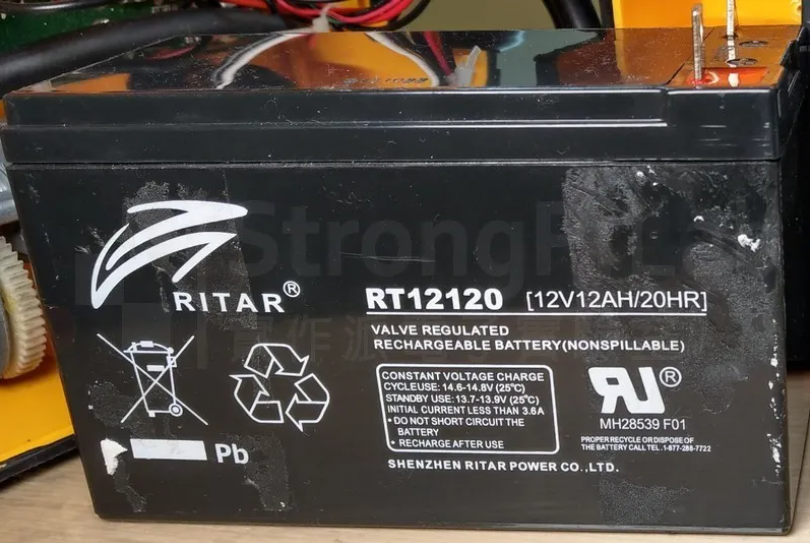 RITAR®
RT12120 [12V12AH/20HR]
VALVE REGULATED
RECHARGEABLE BATTERY(NONSPILLABLE)
CONSTANT VOLTAGE CHARGE
CYCLEUSE: 14.6-14.8V (25°C)
STANDBY USE: 13.7-13.9V (25°C)
INITIAL CURRENT LESS THAN 3.6A
• DO NOT SHORT CIRCUIT THE
BATTERY
• RECHARGE AFTER USE
®
MH28539 F01
PROPER RECYCLE OR DISPOSE OF
THE BATTERY CALL TEL.1-877-288-7722
Pb
SHENZHEN RITAR POWER CO.,LTD.